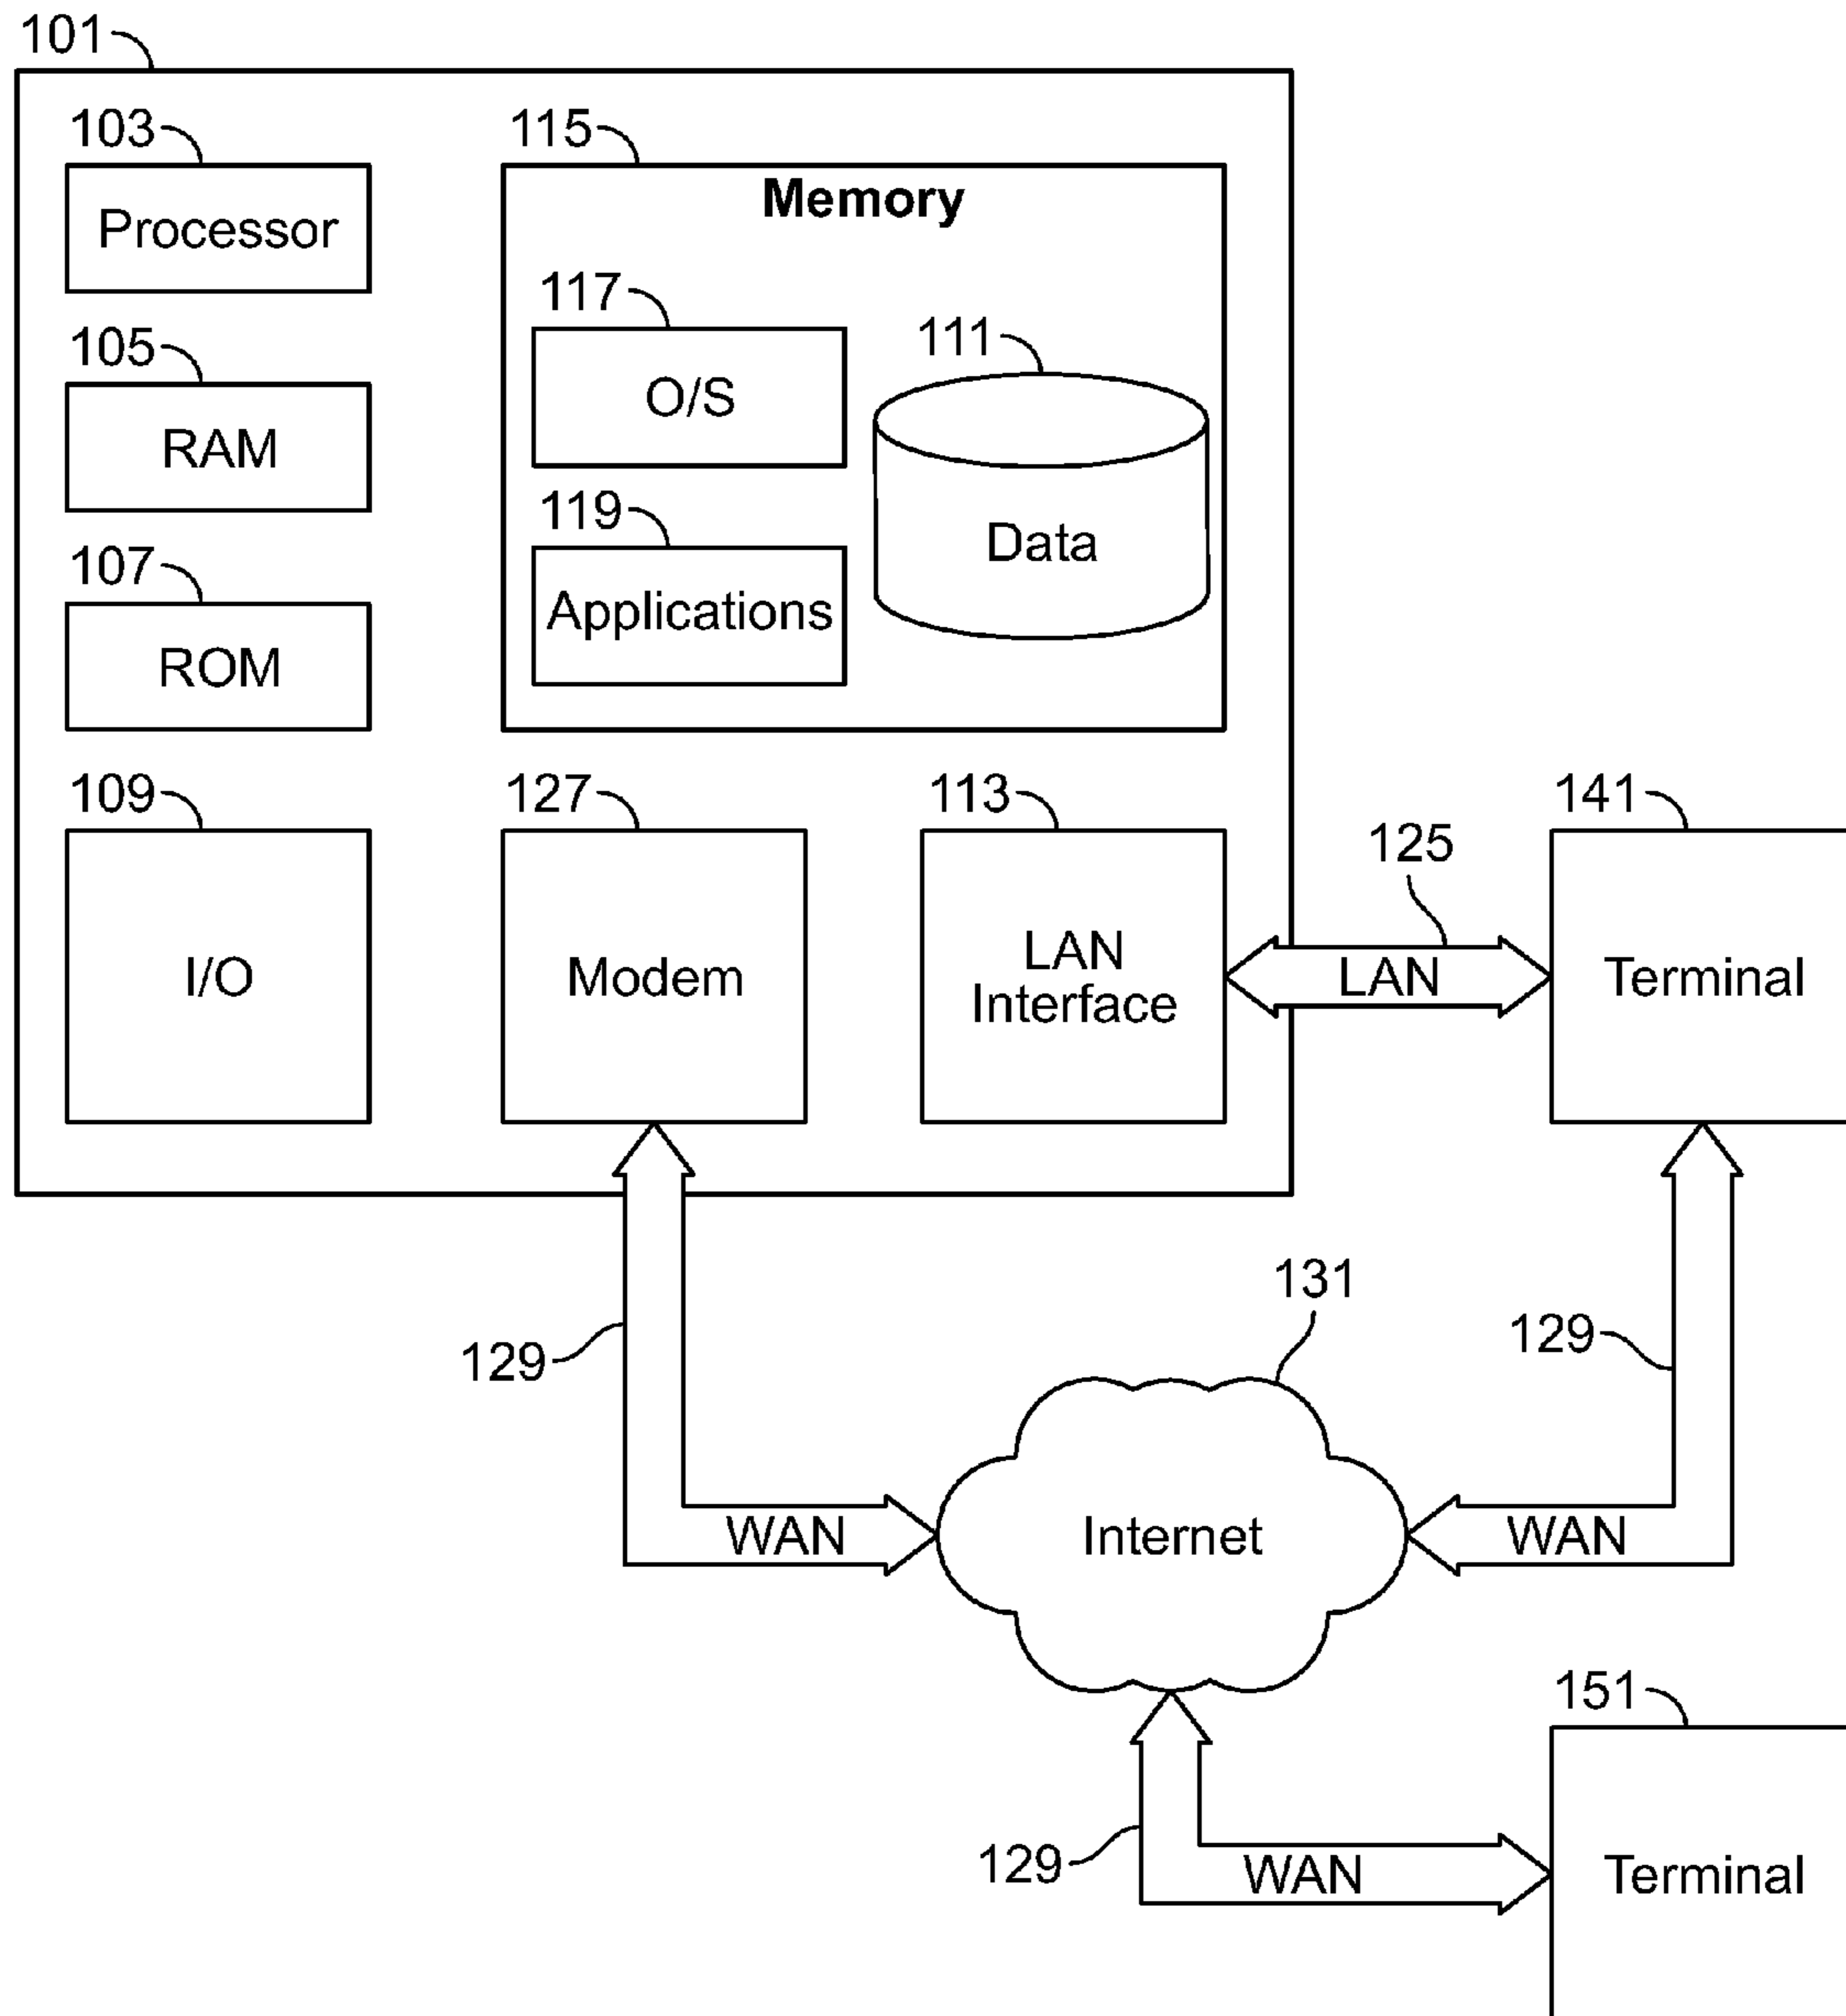 101
103
Processor
105
RAM
107
ROM
109
I/O
115
Memory
117
O/S
111
Data
119
Applications
127
Modem
113
LAN
Interface
125
LAN
141
Terminal
129
WAN
131
Internet
129
WAN
129
WAN
151
Terminal